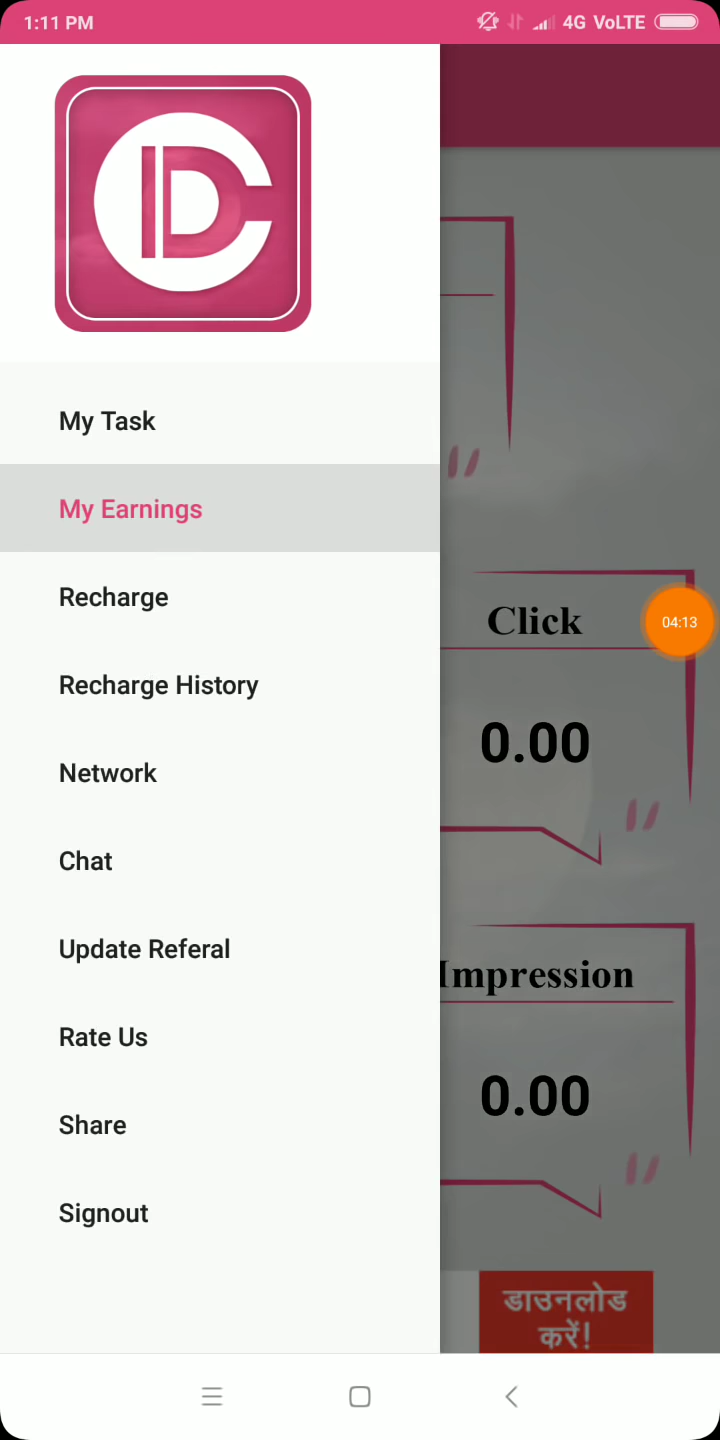 1:11 PM
4G VoLTE
My Task
My Earnings
Recharge
Recharge History
Network
Chat
Update Referal
Rate Us
Share
Signout
Click
04:13
0.00
Impression
0.00
डाउनलोड
करें!